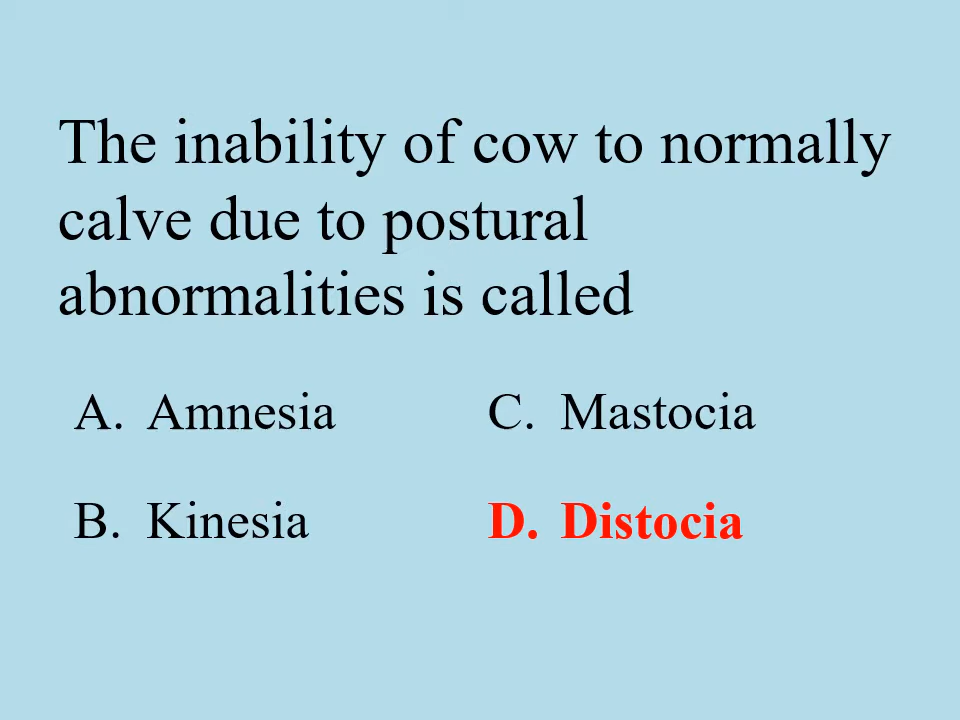 The inability of cow to normally
calve due to postural
abnormalities is called
A. Amnesia
C. Mastocia
B. Kinesia
D. Distocia